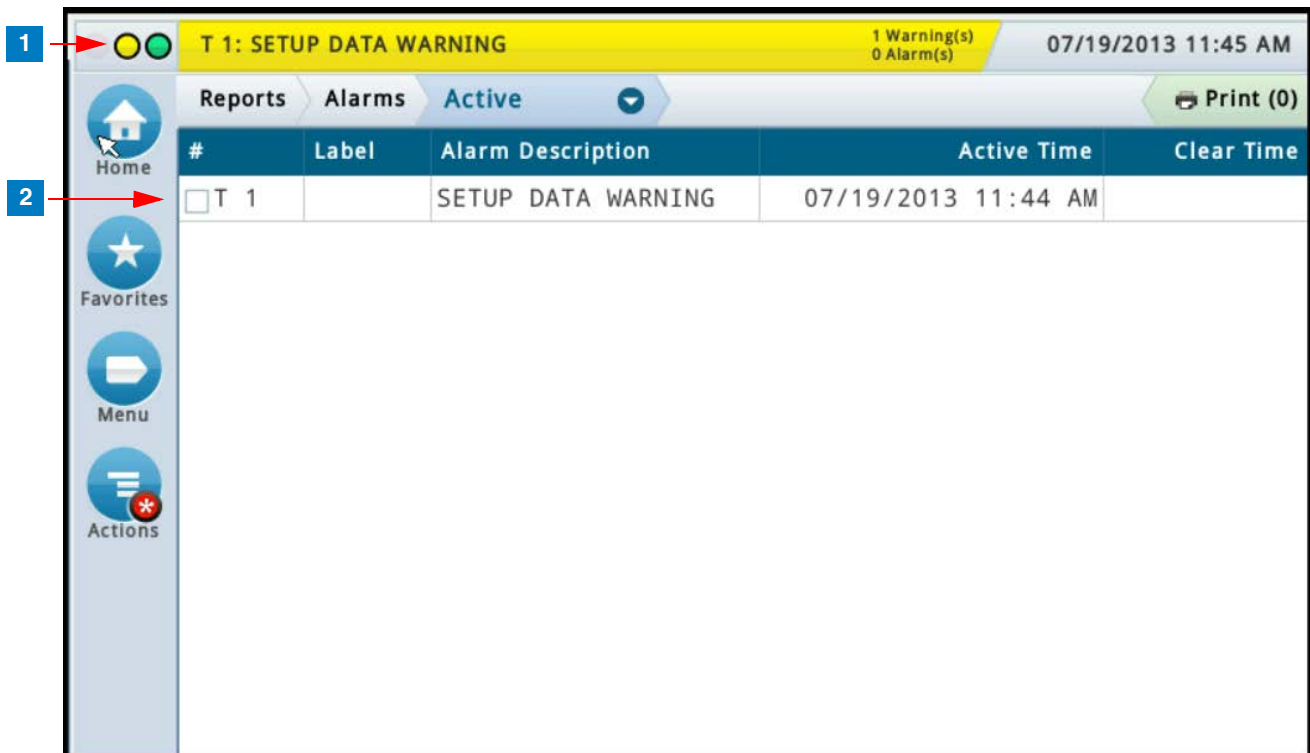 1
T 1: SETUP DATA WARNING
1 Warning(s)
0 Alarm(s)
07/19/2013 11:45 AM
Reports Alarms Active
Print (0)
Home
# Label Alarm Description Active Time Clear Time
2
T 1 SETUP DATA WARNING 07/19/2013 11:44 AM
Favorites
Menu
Actions